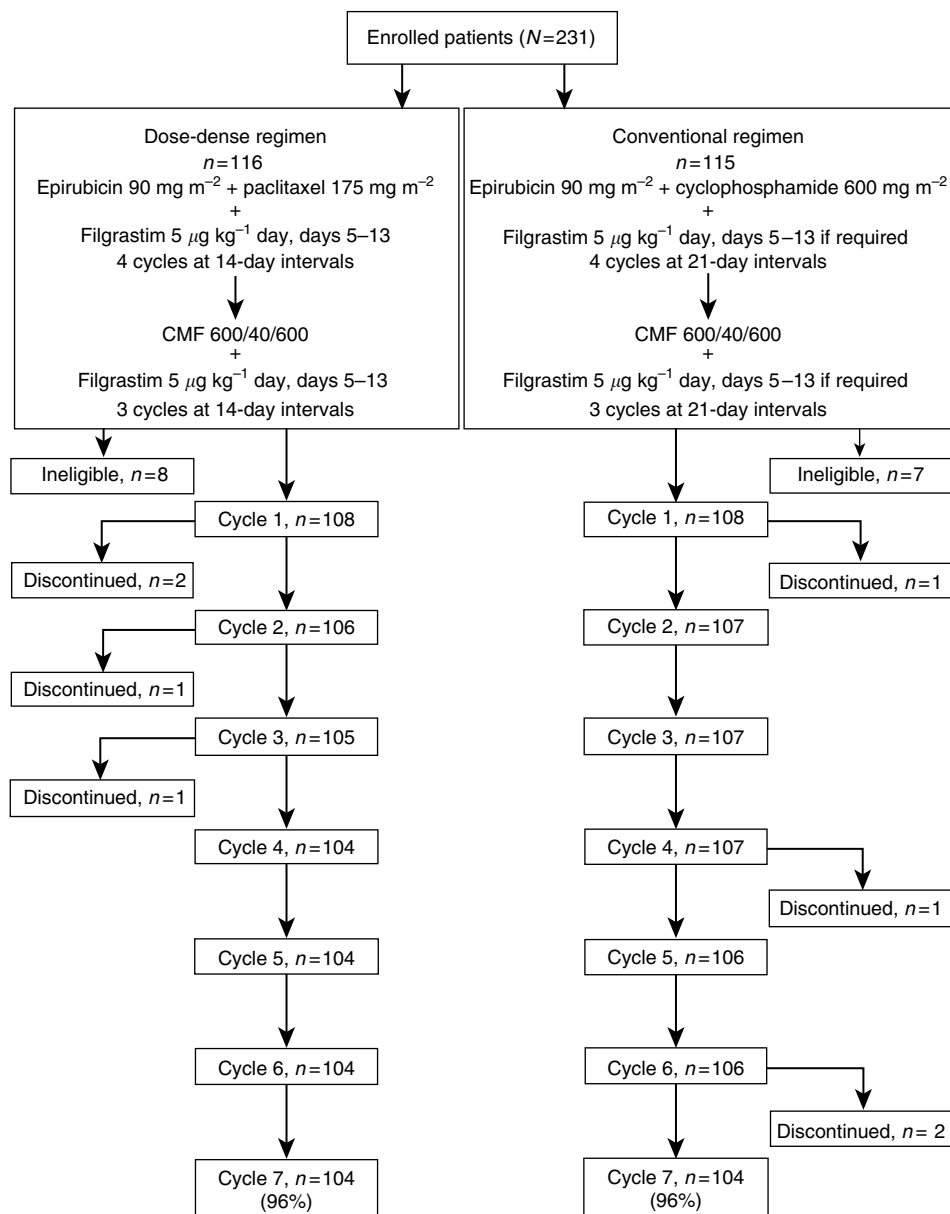 Enrolled patients (N=231)
Dose-dense regimen
n=116
Epirubicin 90 mg m⁻² + paclitaxel 175 mg m⁻²
+
Filgrastim 5 μg kg⁻¹ day, days 5–13
4 cycles at 14-day intervals
CMF 600/40/600
+
Filgrastim 5 μg kg⁻¹ day, days 5–13
3 cycles at 14-day intervals
Conventional regimen
n=115
Epirubicin 90 mg m⁻² + cyclophosphamide 600 mg m⁻²
+
Filgrastim 5 μg kg⁻¹ day, days 5–13 if required
4 cycles at 21-day intervals
CMF 600/40/600
+
Filgrastim 5 μg kg⁻¹ day, days 5–13 if required
3 cycles at 21-day intervals
Ineligible, n=8
Cycle 1, n=108
Discontinued, n=2
Cycle 2, n=106
Discontinued, n=1
Cycle 3, n=105
Discontinued, n=1
Cycle 4, n=104
Cycle 5, n=104
Cycle 6, n=104
Cycle 7, n=104
(96%)
Ineligible, n=7
Cycle 1, n=108
Discontinued, n=1
Cycle 2, n=107
Cycle 3, n=107
Cycle 4, n=107
Discontinued, n=1
Cycle 5, n=106
Cycle 6, n=106
Discontinued, n= 2
Cycle 7, n=104
(96%)